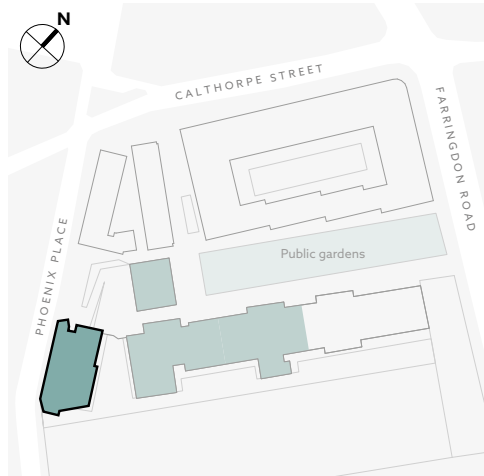 N
CALTHORPE STREET
FARRINGDON ROAD
Public gardens
PHOENIX PLACE